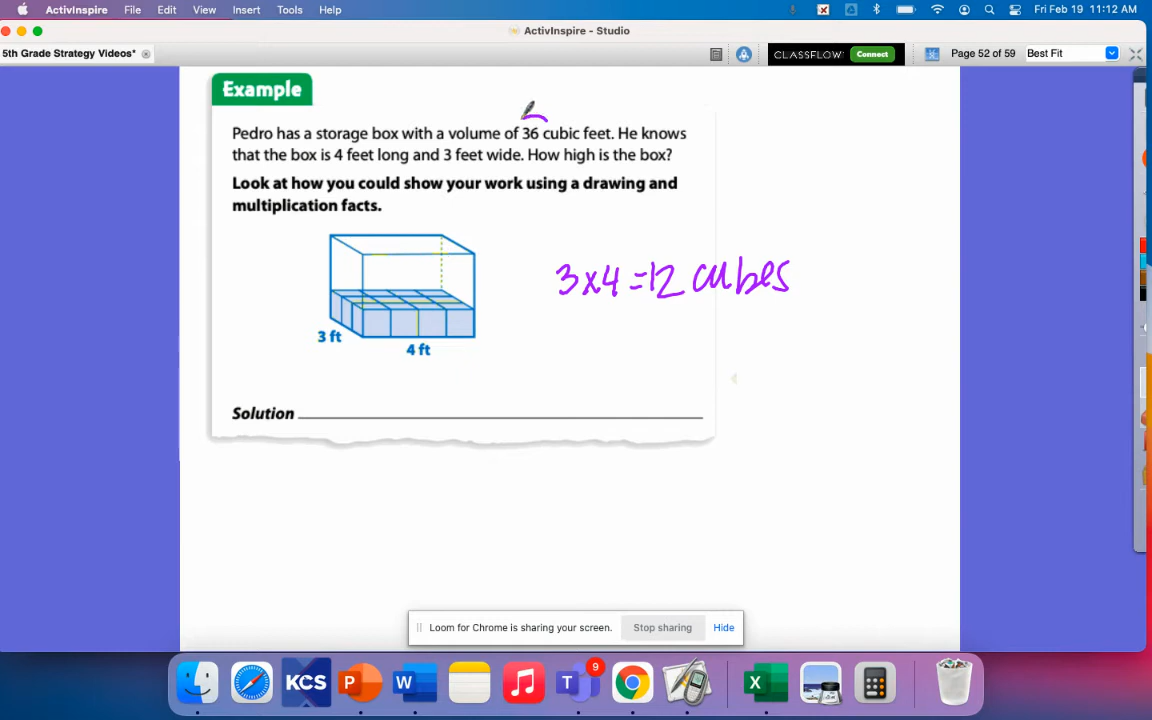 ActivInspire File Edit View Insert Tools Help Fri Feb 19 11:12 AM
ActivInspire - Studio
5th Grade Strategy Videos* CLASSFLOW Connect Page 52 of 59 Best Fit
Example
Pedro has a storage box with a volume of 36 cubic feet. He knows
that the box is 4 feet long and 3 feet wide. How high is the box?
Look at how you could show your work using a drawing and
multiplication facts.
3x4=12 cubes
3 ft
4 ft
Solution
Loom for Chrome is sharing your screen. Stop sharing Hide
KCS P W T 9 X